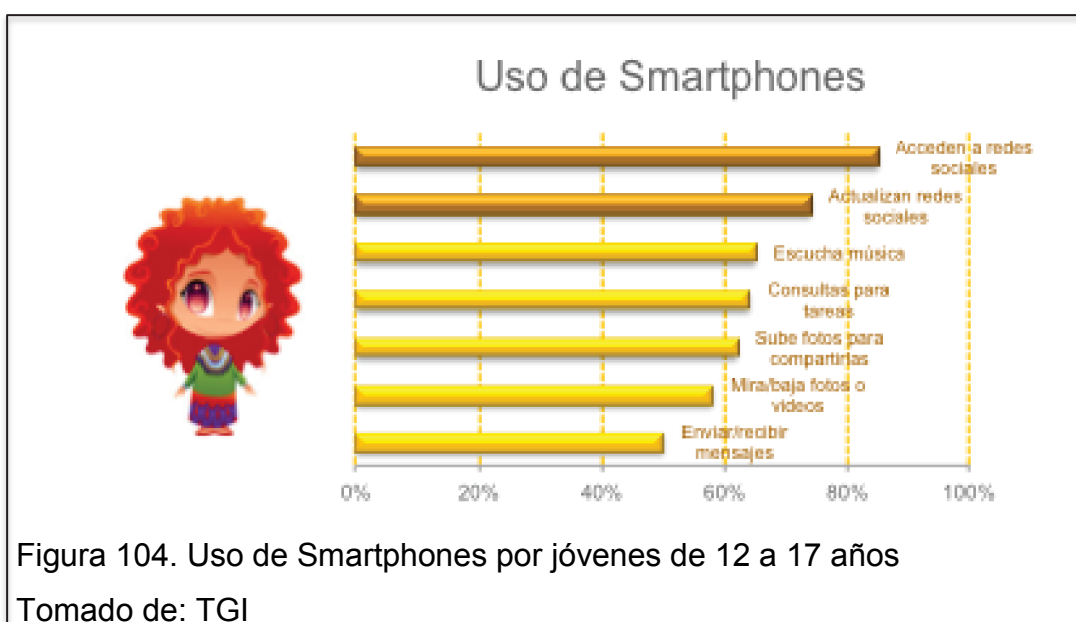 Uso de Smartphones
Acceden a redes
sociales
Actualizan redes
sociales
Escucha música
Consultas para
tareas
Sube fotos para
compartirlas
Mira/baja fotos o
videos
Enviar/recibir
mensajes
0% 20% 40% 60% 80% 100%
Figura 104. Uso de Smartphones por jóvenes de 12 a 17 años
Tomado de: TGI